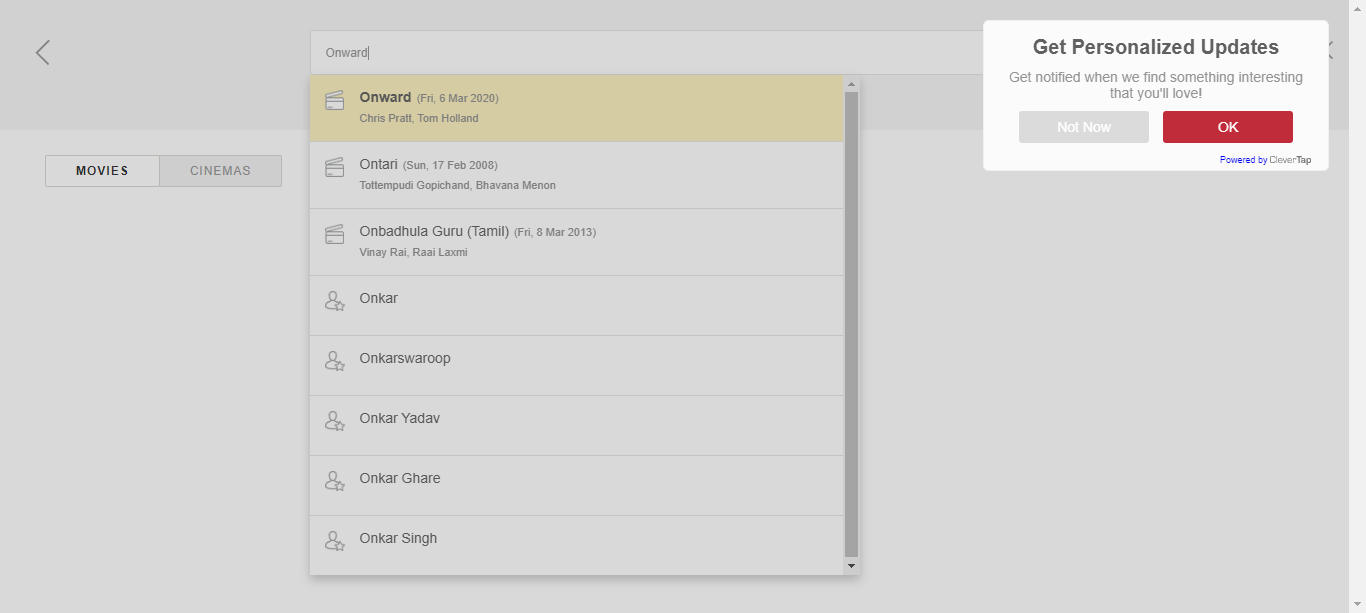 Onward
Get Personalized Updates
Get notified when we find something interesting
that you'll love!
Not Now
OK
Powered by CleverTap
Onward (Fri, 6 Mar 2020)
Chris Pratt, Tom Holland
MOVIES
CINEMAS
Ontari (Sun, 17 Feb 2008)
Tottempudi Gopichand, Bhavana Menon
Onbadhula Guru (Tamil) (Fri, 8 Mar 2013)
Vinay Rai, Raai Laxmi
Onkar
Onkarswaroop
Onkar Yadav
Onkar Ghare
Onkar Singh